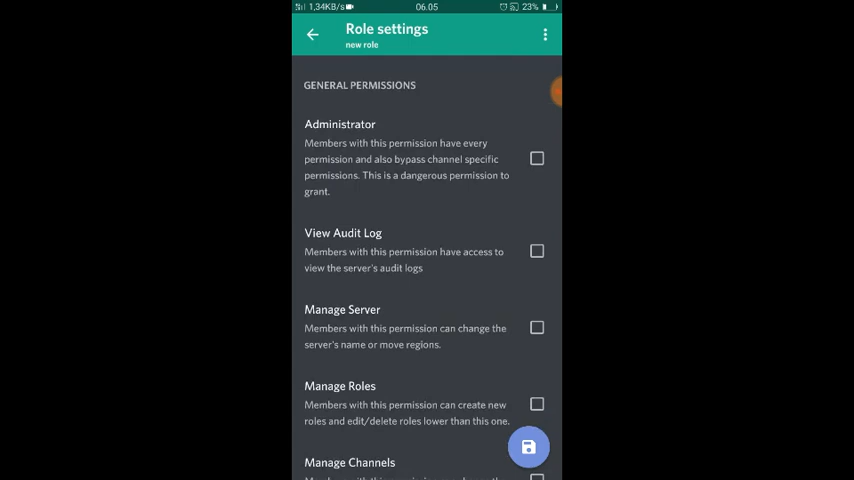 1,34KB/s
06.05
23%
Role settings
new role
GENERAL PERMISSIONS
Administrator
Members with this permission have every
permission and also bypass channel specific
permissions. This is a dangerous permission to
grant.
View Audit Log
Members with this permission have access to
view the server's audit logs
Manage Server
Members with this permission can change the
server's name or move regions.
Manage Roles
Members with this permission can create new
roles and edit/delete roles lower than this one.
Manage Channels